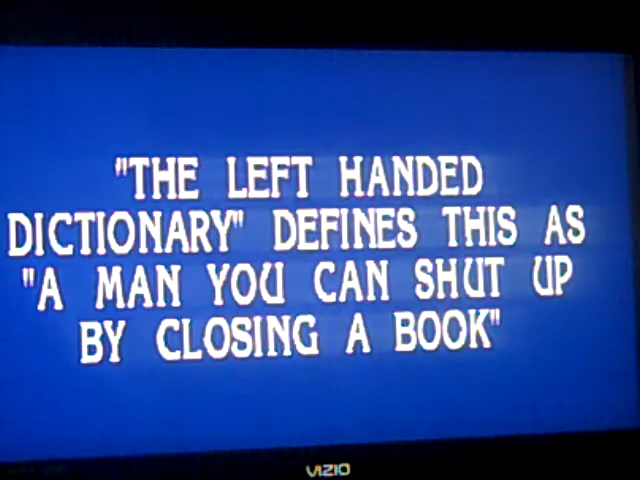 "THE LEFT HANDED
DICTIONARY" DEFINES THIS AS
"A MAN YOU CAN SHUT UP
BY CLOSING A BOOK"
VIZIO